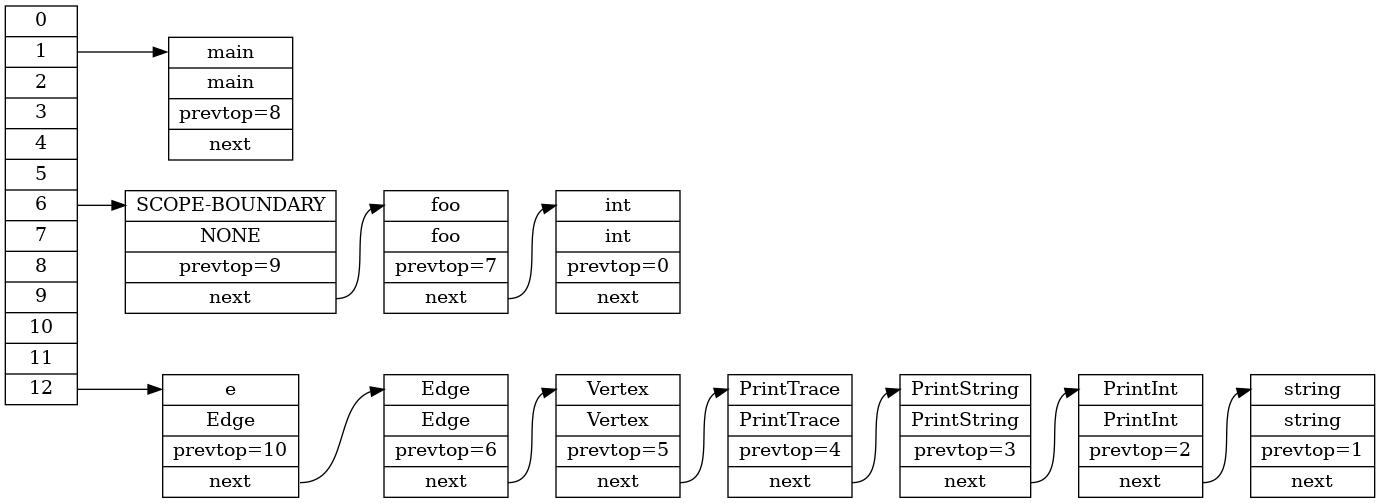 0
1
2
3
4
5
6
7
8
9
10
11
12
main
main
prevtop=8
next
SCOPE-BOUNDARY
NONE
prevtop=9
next
foo
foo
prevtop=7
next
int
int
prevtop=0
next
e
Edge
prevtop=10
next
Edge
Edge
prevtop=6
next
Vertex
Vertex
prevtop=5
next
PrintTrace
PrintTrace
prevtop=4
next
PrintString
PrintString
prevtop=3
next
PrintInt
PrintInt
prevtop=2
next
string
string
prevtop=1
next